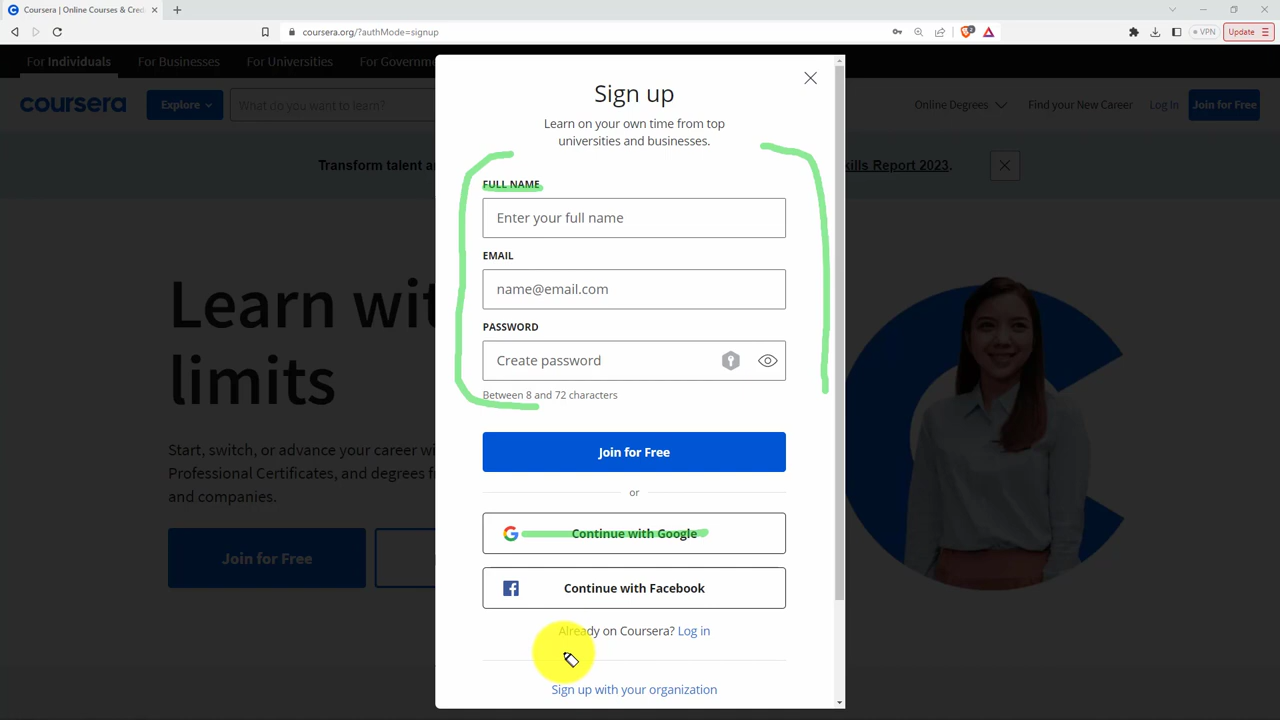 Coursera | Online Courses & Cred
coursera.org/?authMode=signup
VPN
Update
For Individuals
For Businesses
For Universities
For Governme
coursera
Explore
What do you want to learn?
Online Degrees
Find your New Career
Log In
Join for Free
Transform talent a
kills Report 2023.
Learn wit
limits
Start, switch, or advance your career wi
Professional Certificates, and degrees f
and companies.
Join for Free
Sign up
Learn on your own time from top
universities and businesses.
FULL NAME
Enter your full name
EMAIL
name@email.com
PASSWORD
Create password
Between 8 and 72 characters
Join for Free
or
Continue with Google
Continue with Facebook
Already on Coursera? Log in
Sign up with your organization